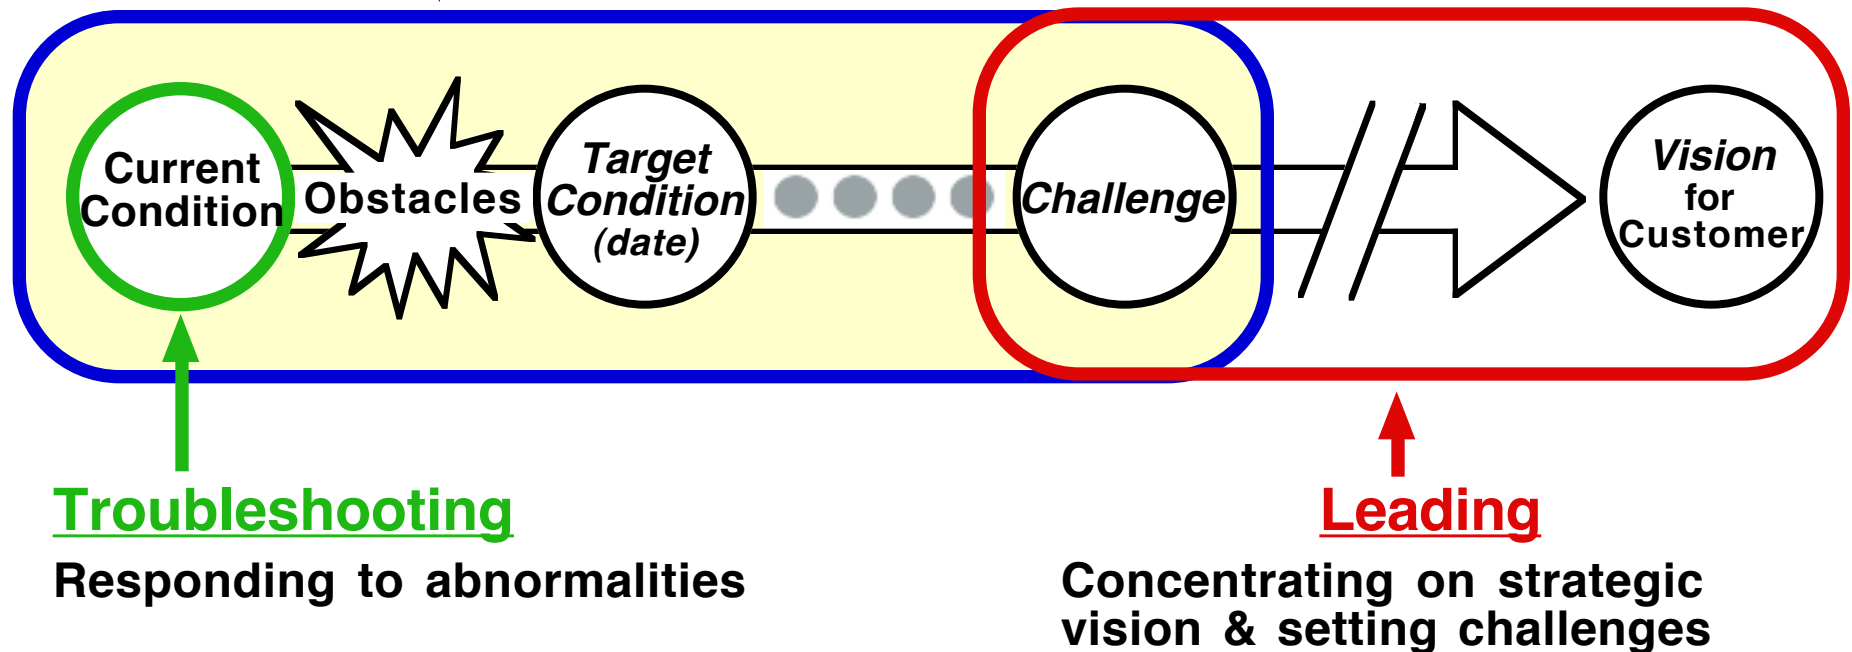 Current
Condition
Obstacles
Target
Condition
(date)
Challenge
Vision
for
Customer
Troubleshooting
Responding to abnormalities
Leading
Concentrating on strategic
vision & setting challenges